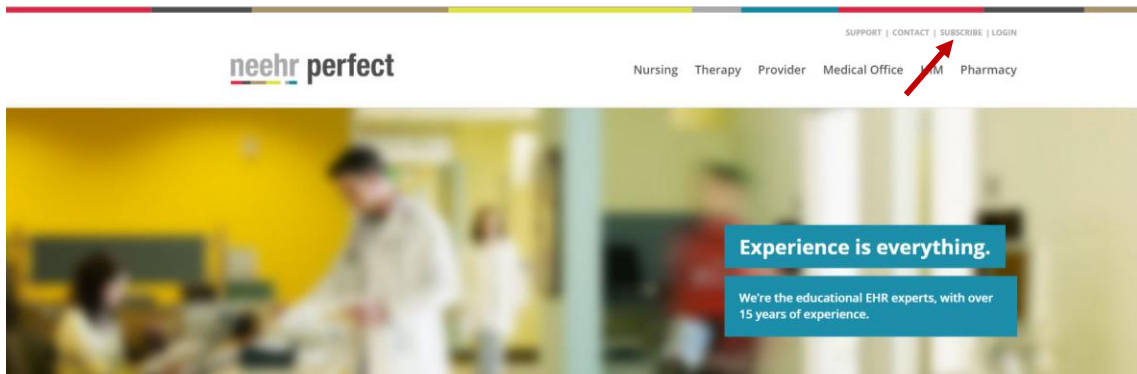 SUPPORT | CONTACT | SUBSCRIBE | LOGIN
neehr perfect
Nursing Therapy Provider Medical Office HIM Pharmacy
Experience is everything.
We're the educational EHR experts, with over
15 years of experience.